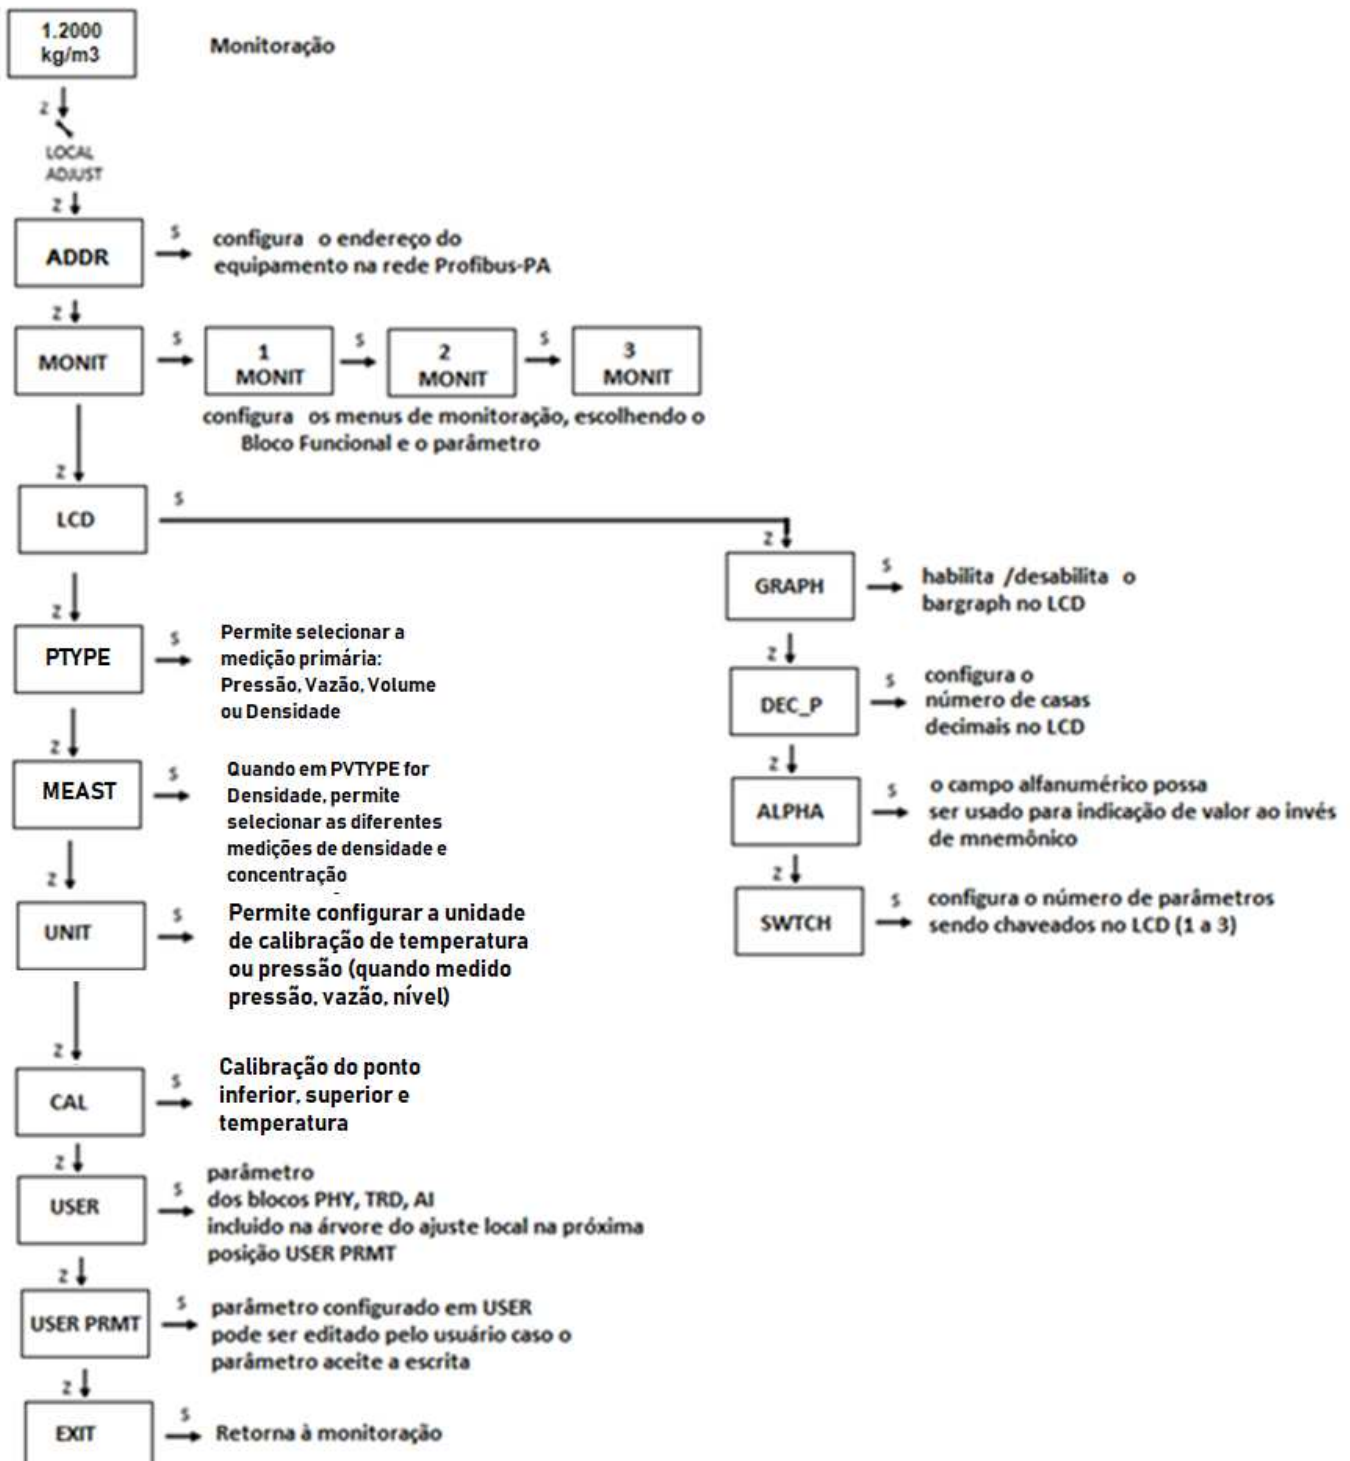 1.2000
kg/m3
Monitoração
Z
LOCAL
ADJUST
Z
ADDR
S
configura o endereço do
equipamento na rede Profibus-PA
Z
MONIT
S
1
MONIT
S
2
MONIT
S
3
MONIT
configura os menus de monitoração, escolhendo o
Bloco Funcional e o parâmetro
Z
LCD
S
Z
GRAPH
S
habilita /desabilita o
bargraph no LCD
Z
DEC_P
S
configura o
número de casas
decimais no LCD
Z
ALPHA
S
o campo alfanumérico possa
ser usado para indicação de valor ao invés
de mnemônico
Z
SWTCH
S
configura o número de parâmetros
sendo chaveados no LCD (1 a 3)
Z
PTYPE
S
Permite selecionar a
medição primária:
Pressão, Vazão, Volume
ou Densidade
Z
MEAST
S
Quando em PVTYPE for
Densidade, permite
selecionar as diferentes
medições de densidade e
concentração
Z
UNIT
S
Permite configurar a unidade
de calibração de temperatura
ou pressão (quando medido
pressão, vazão, nível)
Z
CAL
S
Calibração do ponto
inferior, superior e
temperatura
Z
USER
S
parâmetro
dos blocos PHY, TRD, AI
incluido na árvore do ajuste local na próxima
posição USER PRMT
Z
USER PRMT
S
parâmetro configurado em USER
pode ser editado pelo usuário caso o
parâmetro aceite a escrita
Z
EXIT
S
Retorna à monitoração